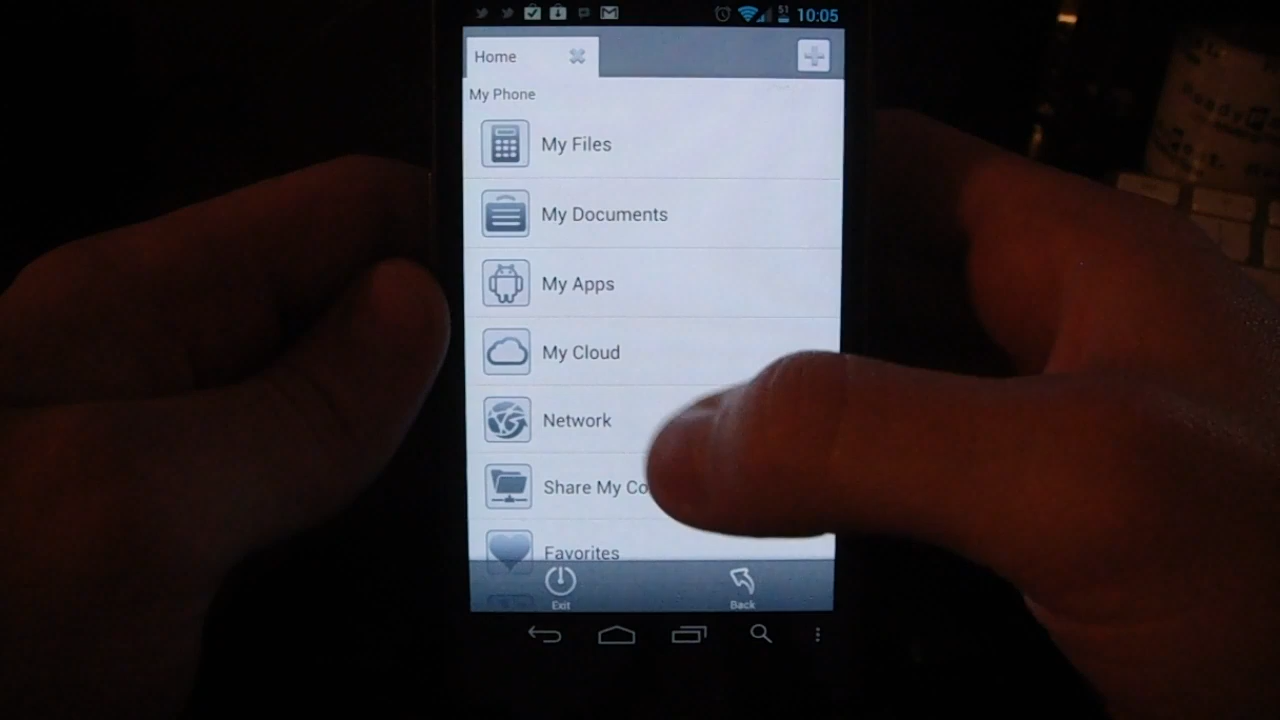 51
10:05
Home
My Phone
My Files
My Documents
My Apps
My Cloud
Network
Share My Co
Favorites
Exit
Back